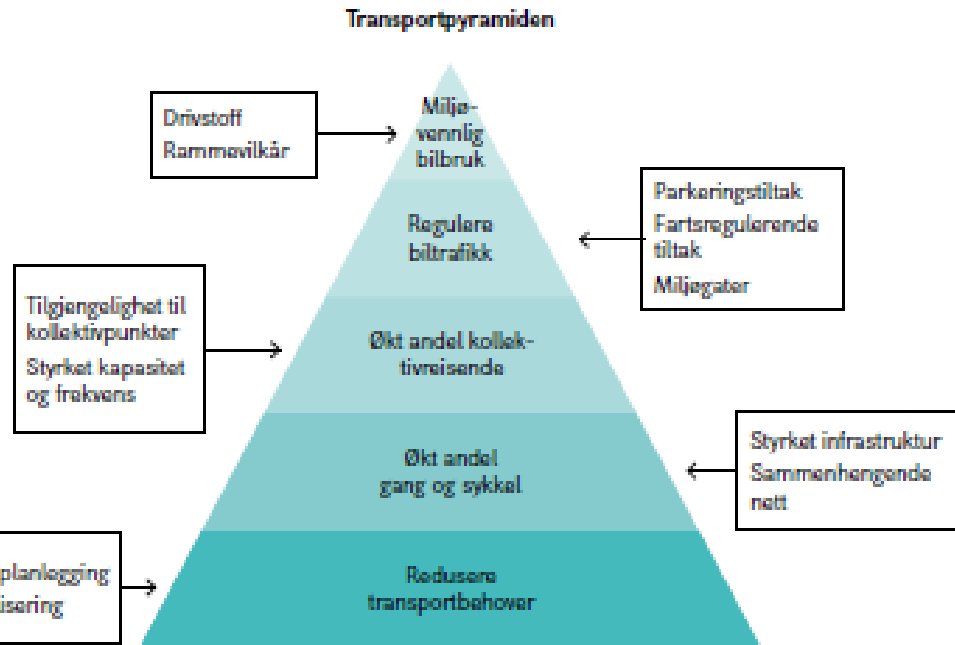 Transportpyramiden
Drivstoff
Rammevilkår
Miljø-
vennlig
bilbruk
Parkeringstiltak
Fartsregulerende
tiltak
Miljøgater
Regulere
biltrafikk
Tilgjengelighet til
kollektivpunkter
Styrket kapasitet
og frekvens
Økt andel kollek-
tivreisende
Styrket infrastruktur
Sammenhengende
nett
Økt andel
gang og sykkel
planlegging
isering
Redusere
transportbehover